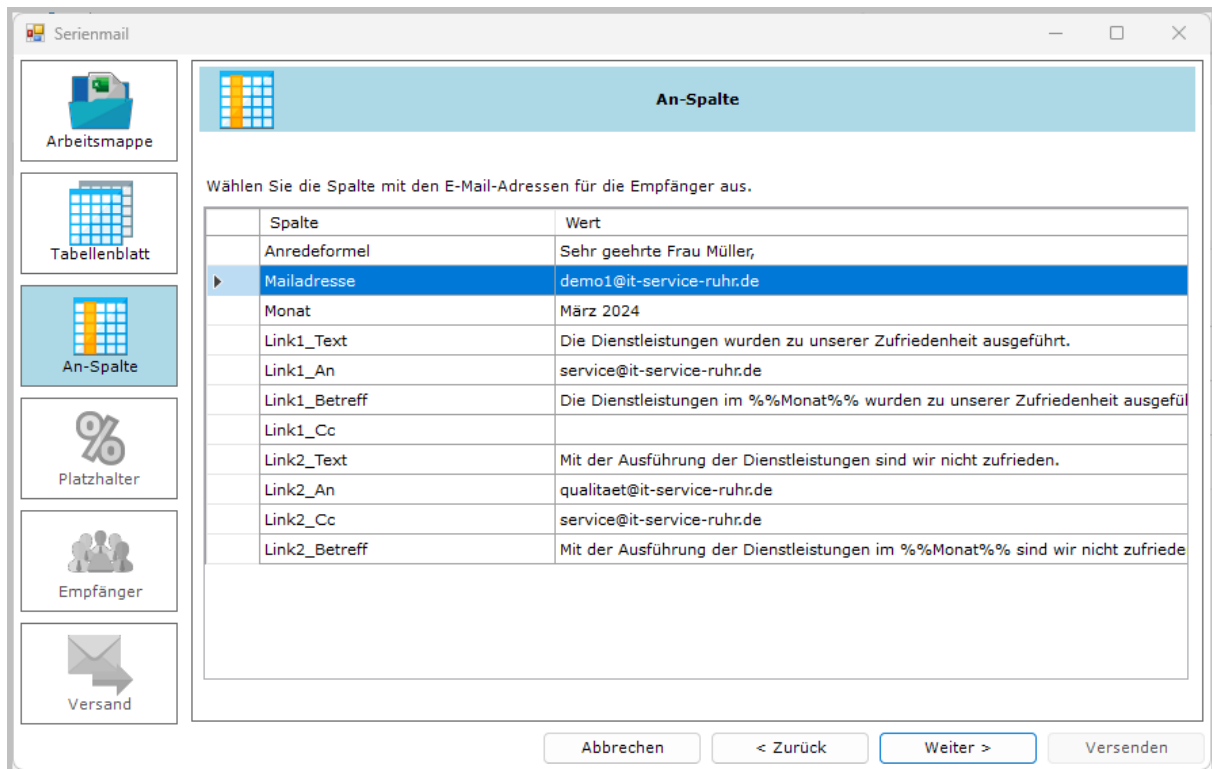 Serienmail
Arbeitsmappe
Tabellenblatt
An-Spalte
Platzhalter
Empfänger
Versand
An-Spalte
Wählen Sie die Spalte mit den E-Mail-Adressen für die Empfänger aus.
Spalte Wert
Anredeformel Sehr geehrte Frau Müller,
Mailadresse demo1@it-service-ruhr.de
Monat März 2024
Link1_Text Die Dienstleistungen wurden zu unserer Zufriedenheit ausgeführt.
Link1_An service@it-service-ruhr.de
Link1_Betreff Die Dienstleistungen im %%Monat%% wurden zu unserer Zufriedenheit ausgefül
Link1_Cc
Link2_Text Mit der Ausführung der Dienstleistungen sind wir nicht zufrieden.
Link2_An qualitaet@it-service-ruhr.de
Link2_Cc service@it-service-ruhr.de
Link2_Betreff Mit der Ausführung der Dienstleistungen im %%Monat%% sind wir nicht zufriede
Abbrechen < Zurück Weiter > Versenden